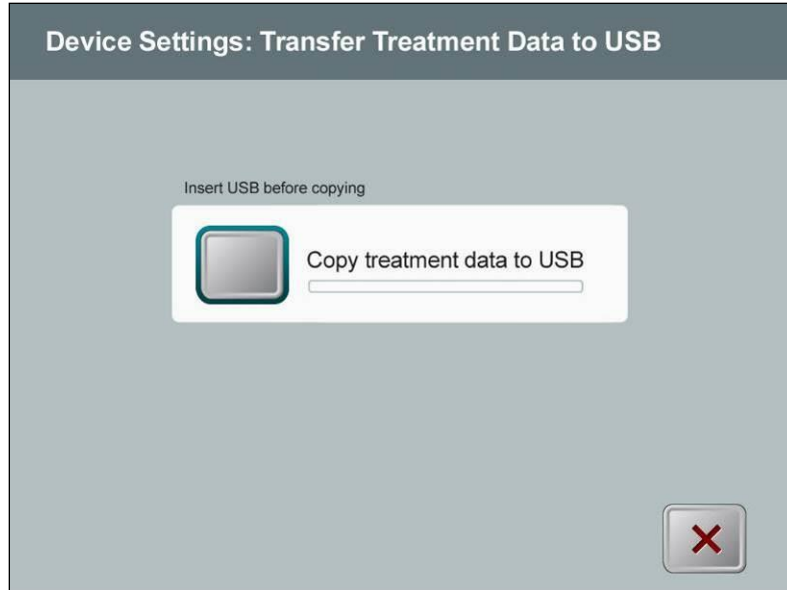 Device Settings: Transfer Treatment Data to USB
Insert USB before copying
Copy treatment data to USB